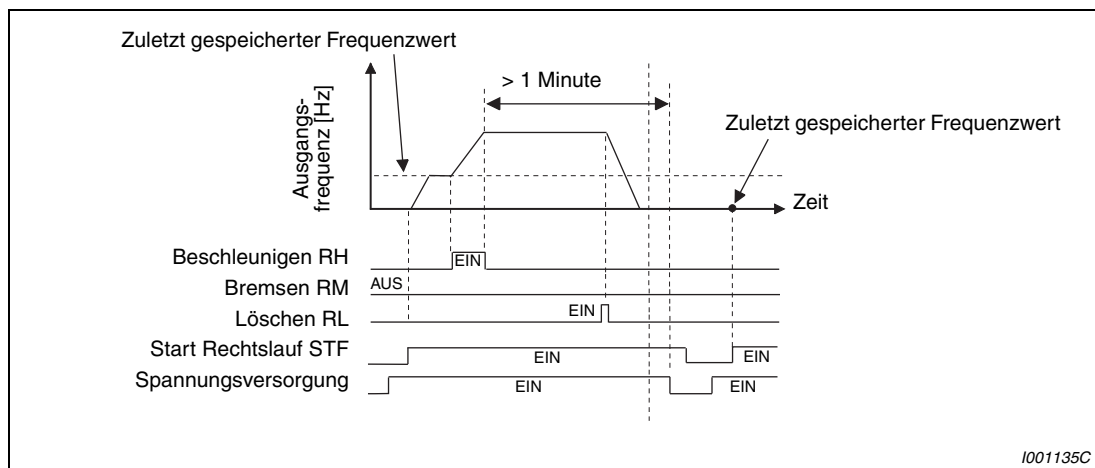 Zuletzt gespeicherter Frequenzwert
> 1 Minute
Zuletzt gespeicherter Frequenzwert
Ausgangs-
frequenz [Hz]
Zeit
Beschleunigen RH
EIN
Bremsen RM
AUS
Löschen RL
EIN
Start Rechtslauf STF
EIN
EIN
Spannungsversorgung
EIN
EIN
I001135C